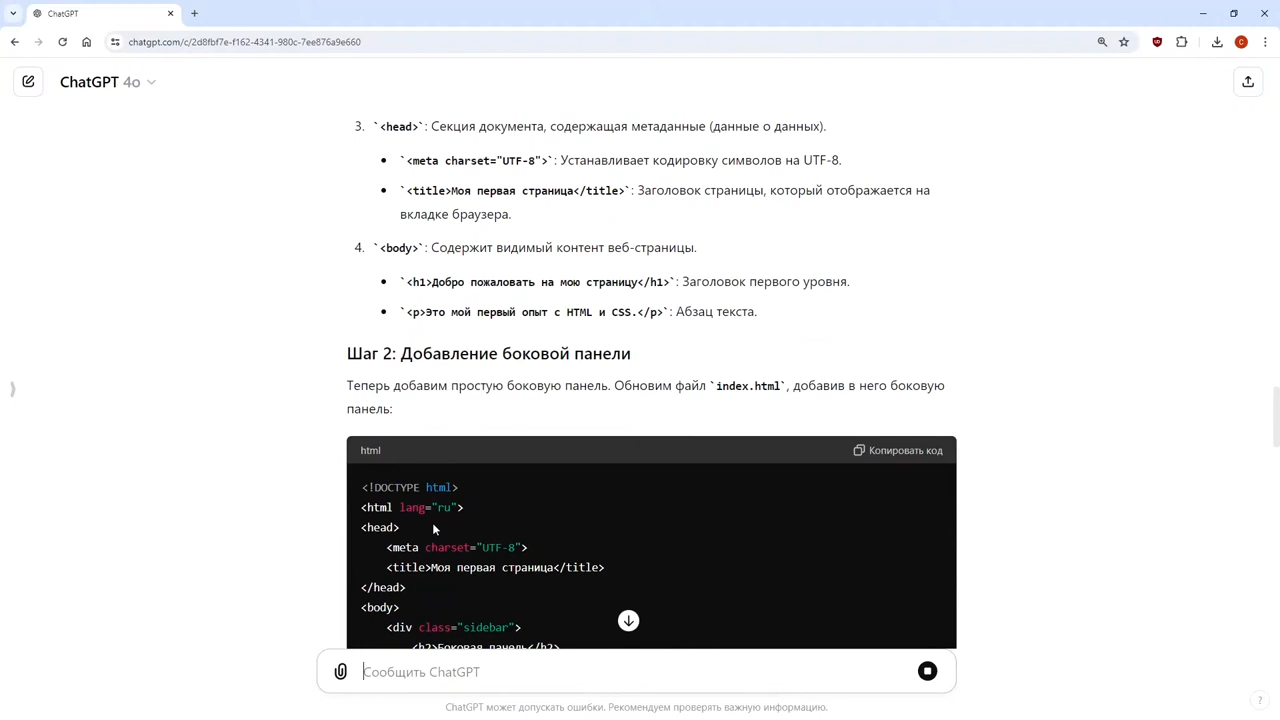 ChatGPT
chatgpt.com/c/2d8fbf7e-f162-4341-980c-7ee876a9e660
C
ChatGPT 4o
3. `<head>`: Секция документа, содержащая метаданные (данные о данных).
• `<meta charset="UTF-8">`: Устанавливает кодировку символов на UTF-8.
• `<title>Моя первая страница</title>`: Заголовок страницы, который отображается на
вкладке браузера.
4. `<body>`: Содержит видимый контент веб-страницы.
• `<h1>Добро пожаловать на мою страницу</h1>`: Заголовок первого уровня.
• `<p>Это мой первый опыт с HTML и CSS.</p>`: Абзац текста.
Шаг 2: Добавление боковой панели
Теперь добавим простую боковую панель. Обновим файл `index.html`, добавив в него боковую
панель:
html Копировать код
<!DOCTYPE html>
<html lang="ru">
<head>
<meta charset="UTF-8">
<title>Моя первая страница</title>
</head>
<body>
<div class="sidebar">
<h2>Боковая панель</h2>
Сообщить ChatGPT
ChatGPT может допускать ошибки. Рекомендуем проверять важную информацию.
?